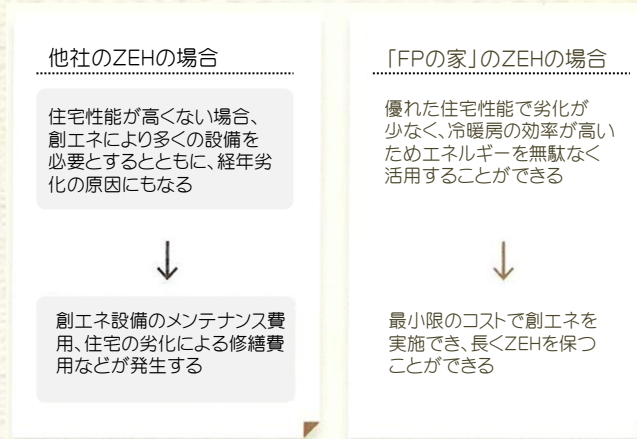 他社のZEHの場合
住宅性能が高くない場合、
創エネにより多くの設備を
必要とするとともに、経年劣
化の原因にもなる
↓
創エネ設備のメンテナンス費
用、住宅の劣化による修繕費
用などが発生する
「FPの家」のZEHの場合
優れた住宅性能で劣化が
少なく、冷暖房の効率が高い
ためエネルギーを無駄なく
活用することができる
↓
最小限のコストで創エネを
実施でき、長くZEHを保つ
ことができる